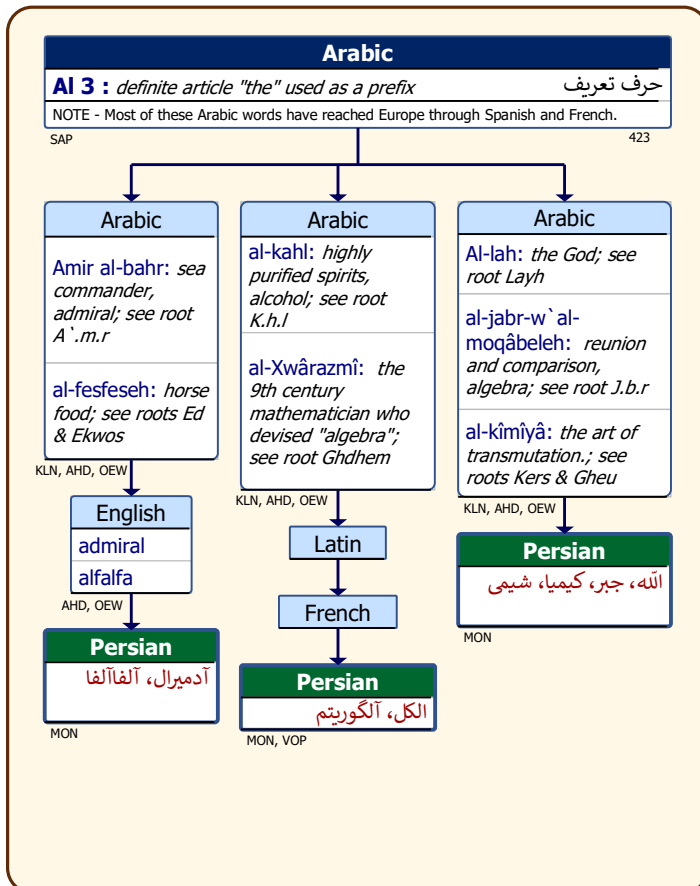 Arabic
Al 3 : definite article "the" used as a prefix حرف تعریف
NOTE - Most of these Arabic words have reached Europe through Spanish and French.
SAP 423
Arabic
Amir al-bahr: sea
commander,
admiral; see root
A`.m.r
al-fesfeseh: horse
food; see roots Ed
& Ekwos
KLN, AHD, OEW
English
admiral
alfalfa
AHD, OEW
Persian
آدمیرال، آلفاآلفا
MON
Arabic
al-kahl: highly
purified spirits,
alcohol; see root
K.h.l
al-Xwârazmî: the
9th century
mathematician who
devised "algebra";
see root Ghdhem
KLN, AHD, OEW
Latin
French
Persian
الکل، آلگوریتم
MON, VOP
Arabic
Al-lah: the God; see
root Layh
al-jabr-w`al-
moqâbeleh: reunion
and comparison,
algebra; see root J.b.r
al-kîmîyâ: the art of
transmutation.; see
roots Kers & Gheu
KLN, AHD, OEW
Persian
الله، جبر، کیمیا، شیمی
MON